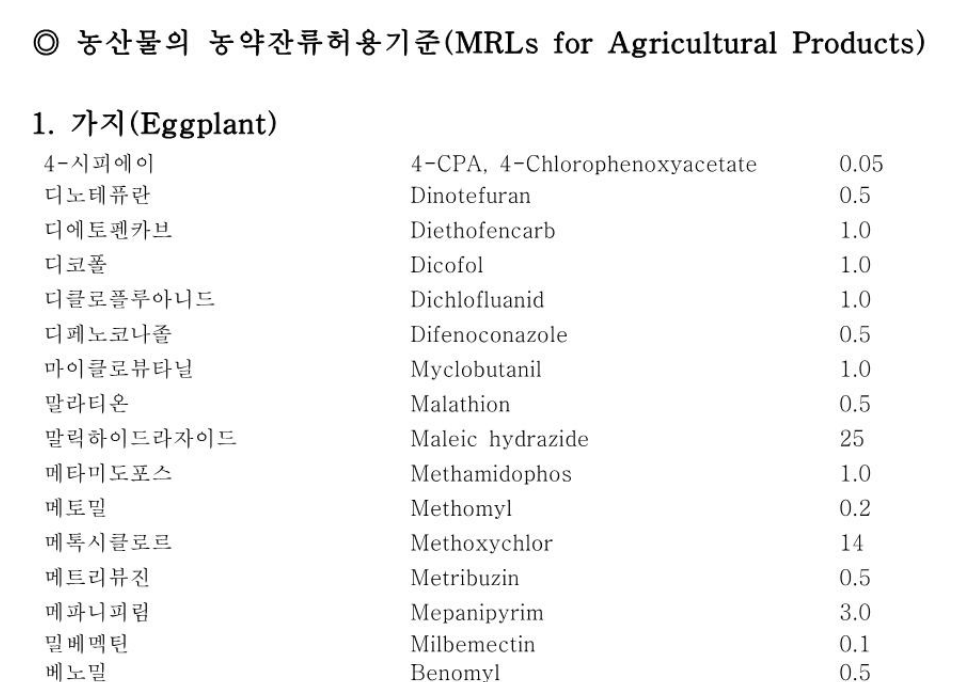 ◎ 농산물의 농약잔류허용기준(MRLs for Agricultural Products)
1. 가지(Eggplant)
4-시피에이 4-CPA, 4-Chlorophenoxyacetate 0.05
디노테퓨란 Dinotefuran 0.5
디에토펜카브 Diethofencarb 1.0
디코폴 Dicofol 1.0
디클로플루아니드 Dichlofluanid 1.0
디페노코나졸 Difenoconazole 0.5
마이클로뷰타닐 Myclobutanil 1.0
말라티온 Malathion 0.5
말릭하이드라자이드 Maleic hydrazide 25
메타미도포스 Methamidophos 1.0
메토밀 Methomyl 0.2
메톡시클로르 Methoxychlor 14
메트리뷰진 Metribuzin 0.5
메파니피림 Mepanipyrim 3.0
밀베멕틴 Milbemectin 0.1
베노밀 Benomyl 0.5